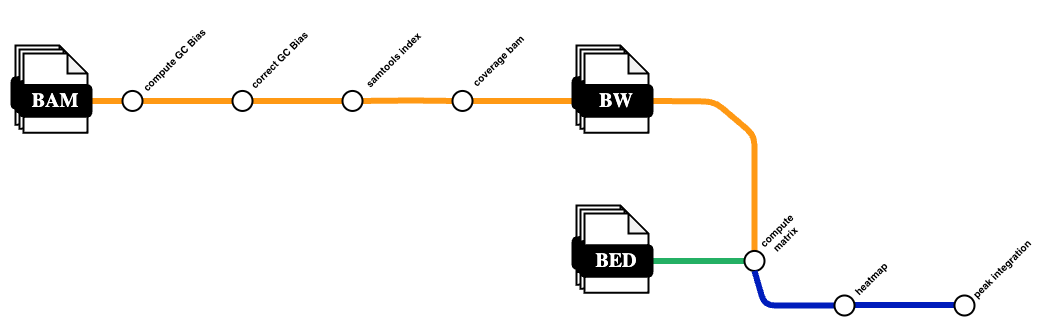 compute GC Bias
correct GC Bias
samtools index
coverage bam
BAM
BW
BED
compute
matrix
heatmap
peak integration